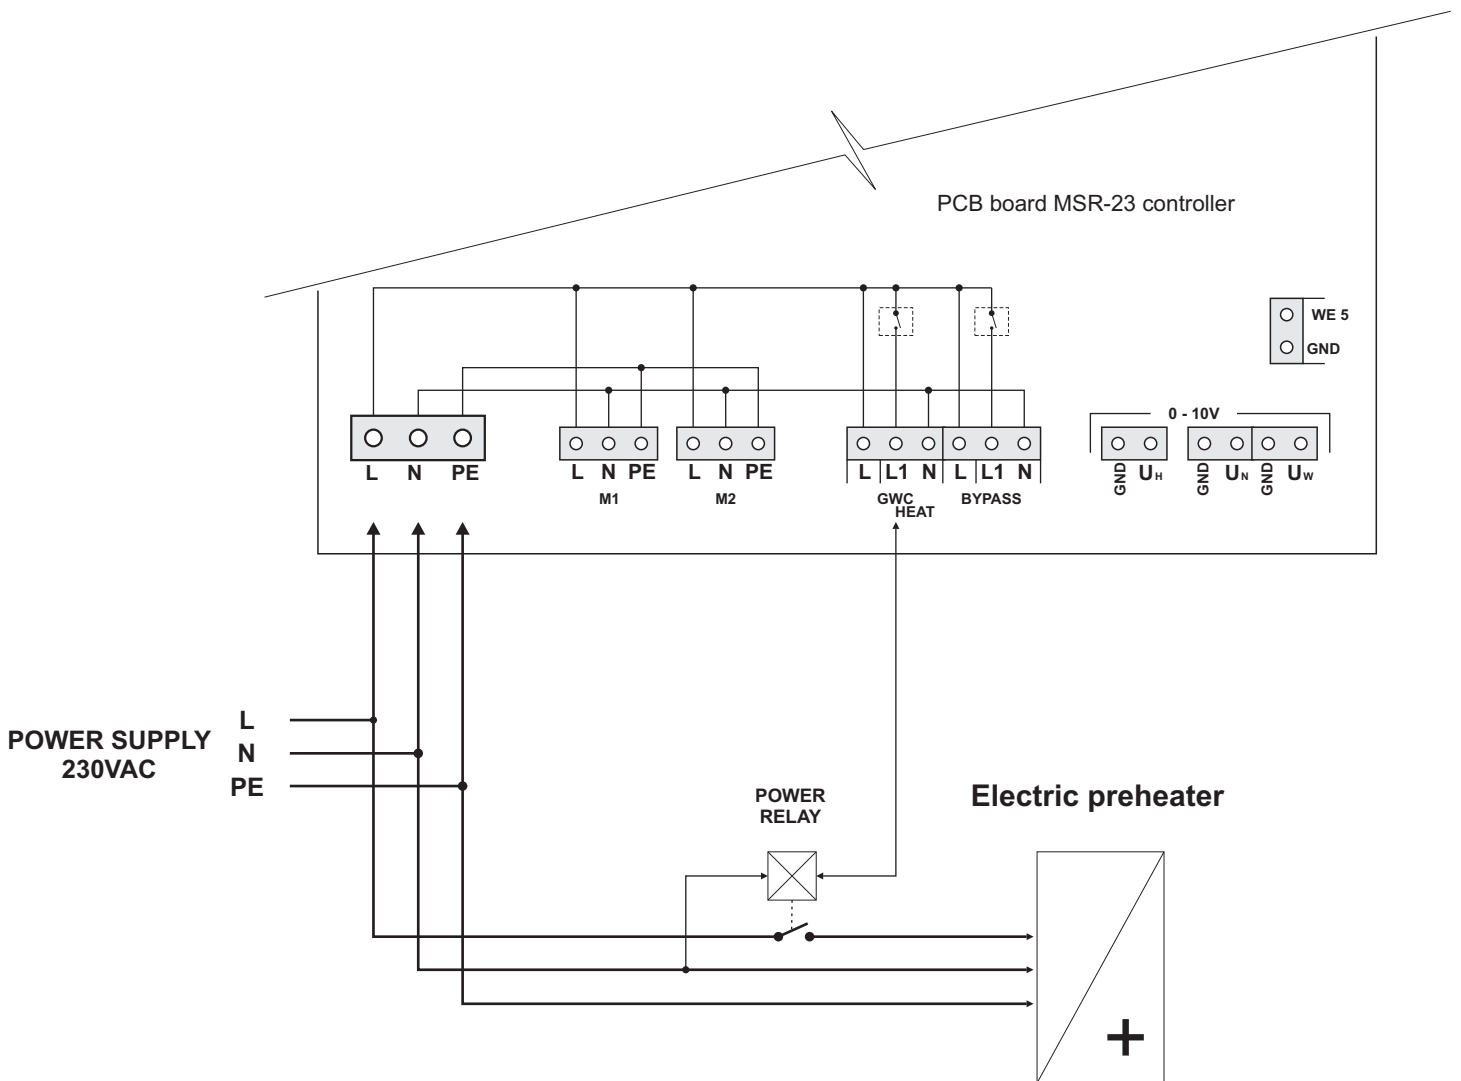 PCB board MSR-23 controller
WE 5
GND
0 - 10V
L N PE
L N PE
M1
L N PE
M2
L L1 N
GWC
HEAT
L L1 N
BYPASS
GND UH
GND UN
GND UW
POWER SUPPLY
230VAC
L
N
PE
POWER
RELAY
Electric preheater